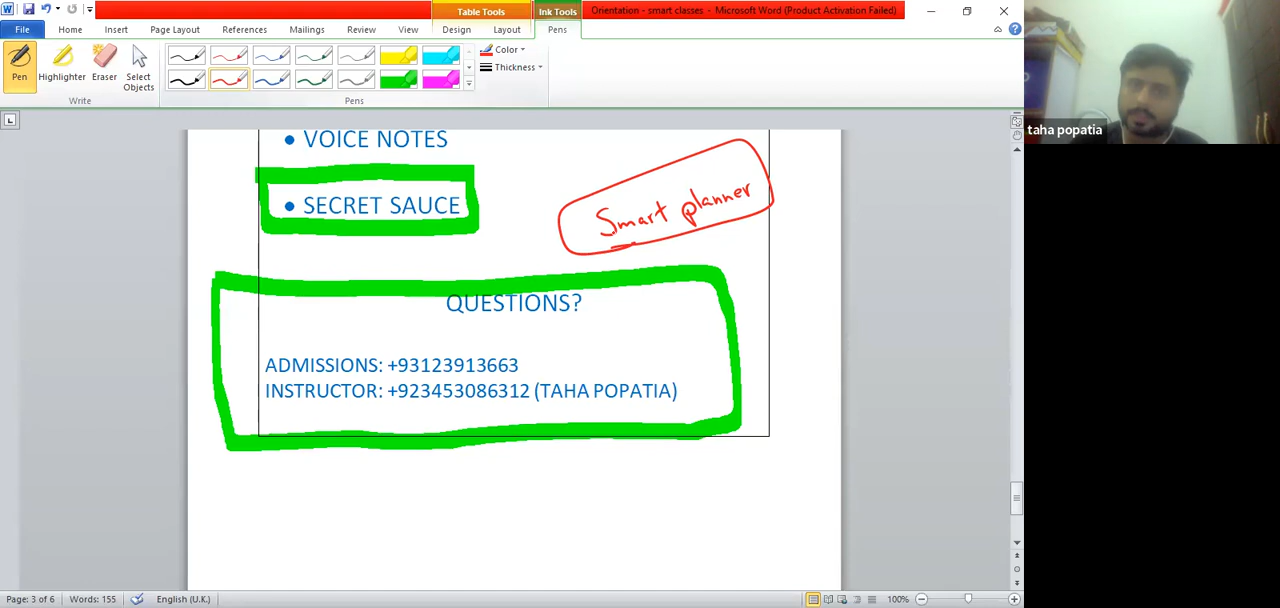 Table Tools
Ink Tools
Orientation - smart classes - Microsoft Word (Product Activation Failed)
File
Home
Insert
Page Layout
References
Mailings
Review
View
Design
Layout
Pens
Pen
Highlighter
Eraser
Select Objects
Color
Thickness
Write
Pens
taha popatia
• VOICE NOTES
• SECRET SAUCE
Smart planner
QUESTIONS?
ADMISSIONS: +93123913663
INSTRUCTOR: +923453086312 (TAHA POPATIA)
Page: 3 of 6
Words: 155
English (U.K.)
100%